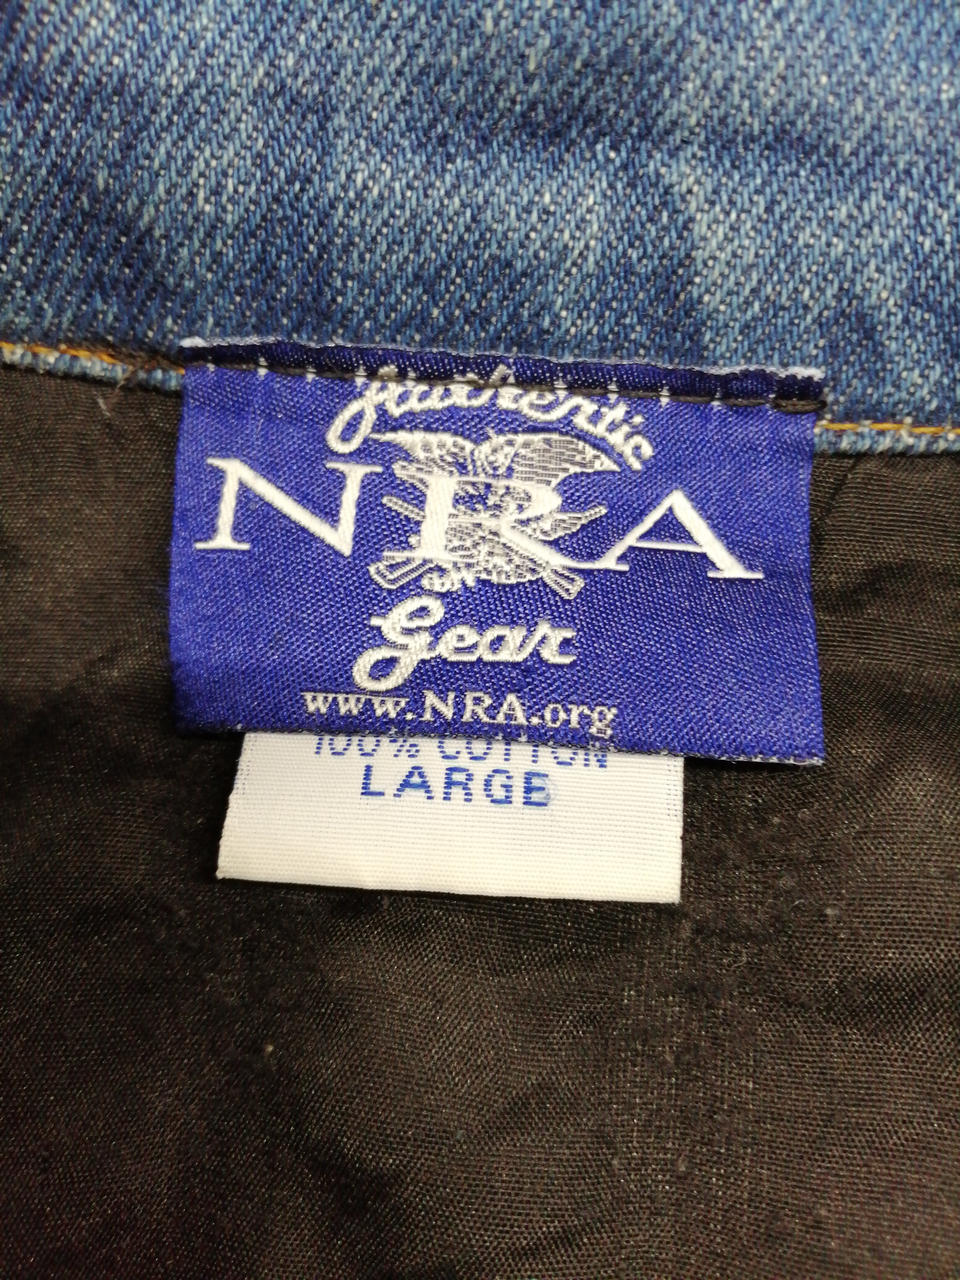 Authentic
NRA
Gear
www.NRA.org
100% COTTON
LARGE